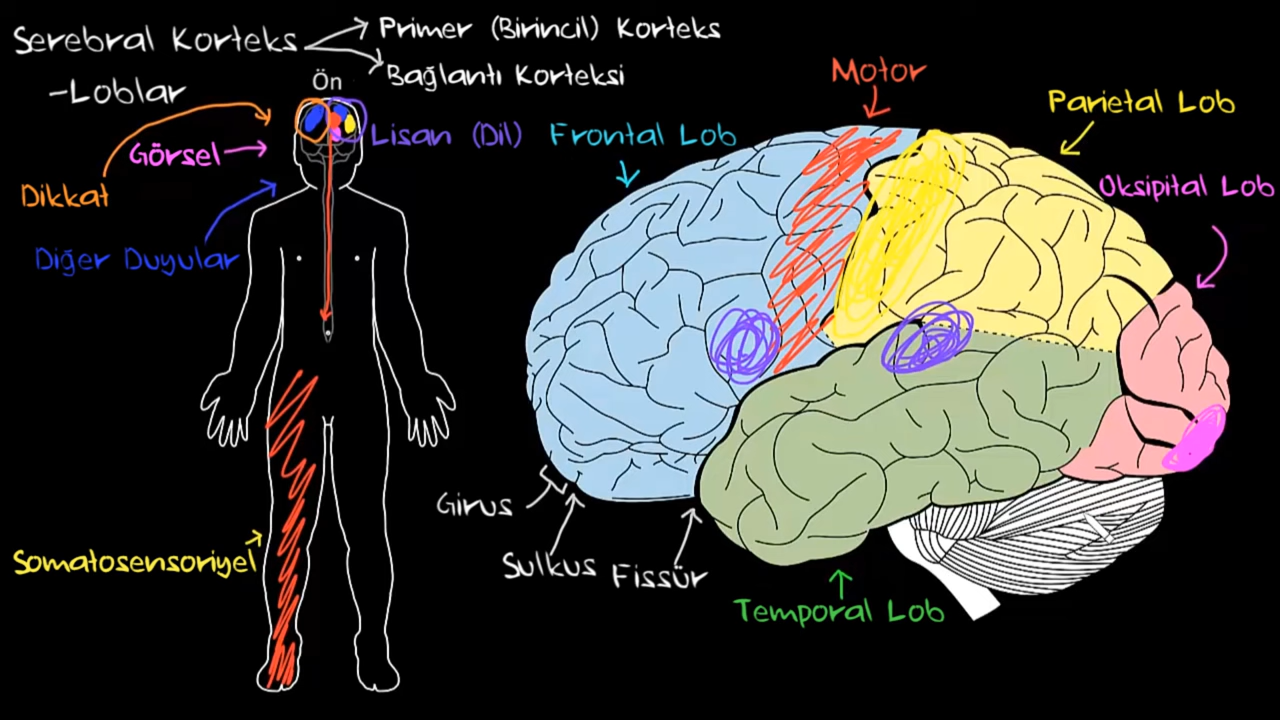 Serebral Korteks
Primer (Birincil) Korteks
Bağlantı Korteksi
-Loblar
Ön
Motor
Parietal Lob
Lisan (Dil)
Frontal Lob
Görsel
Dikkat
Oksipital Lob
Diğer Duyular
Girus
Sulkus
Fissür
Somatosensoriyel
Temporal Lob